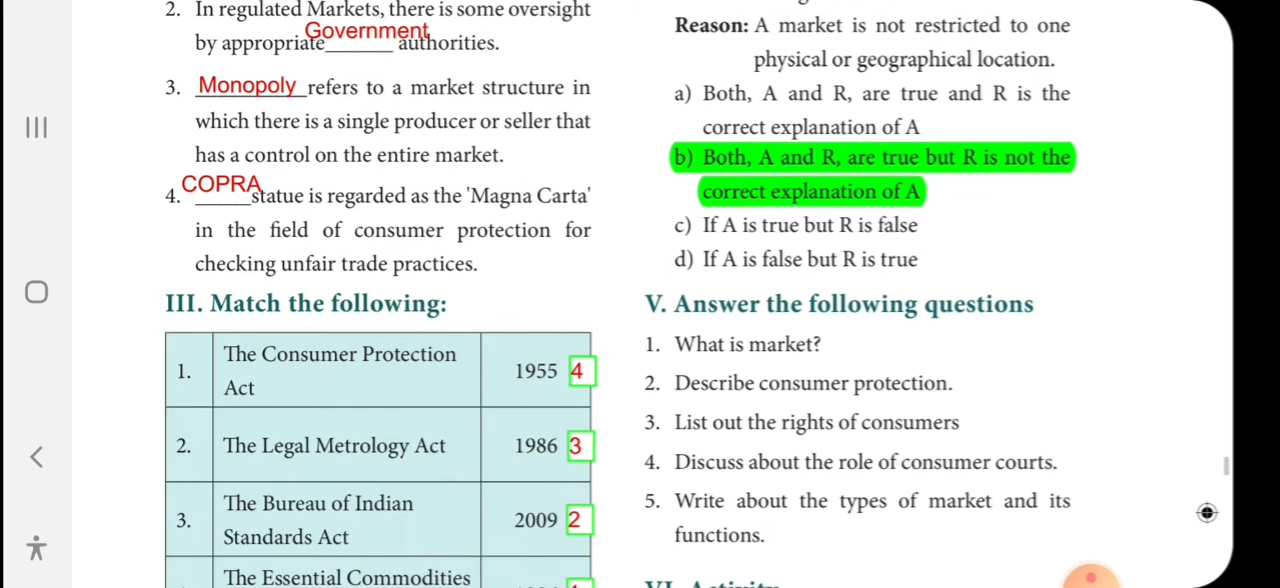 2. In regulated Markets, there is some oversight
by appropriate______ authorities.
Government
3. ________refers to a market structure in
Monopoly
which there is a single producer or seller that
has a control on the entire market.
4. _____statue is regarded as the 'Magna Carta'
COPRA
in the field of consumer protection for
checking unfair trade practices.
III. Match the following:
1. The Consumer Protection
Act
1955 4
2. The Legal Metrology Act 1986 3
3. The Bureau of Indian
Standards Act
2009 2
The Essential Commodities
Reason: A market is not restricted to one
physical or geographical location.
a) Both, A and R, are true and R is the
correct explanation of A
b) Both, A and R, are true but R is not the
correct explanation of A
c) If A is true but R is false
d) If A is false but R is true
V. Answer the following questions
1. What is market?
2. Describe consumer protection.
3. List out the rights of consumers
4. Discuss about the role of consumer courts.
5. Write about the types of market and its
functions.